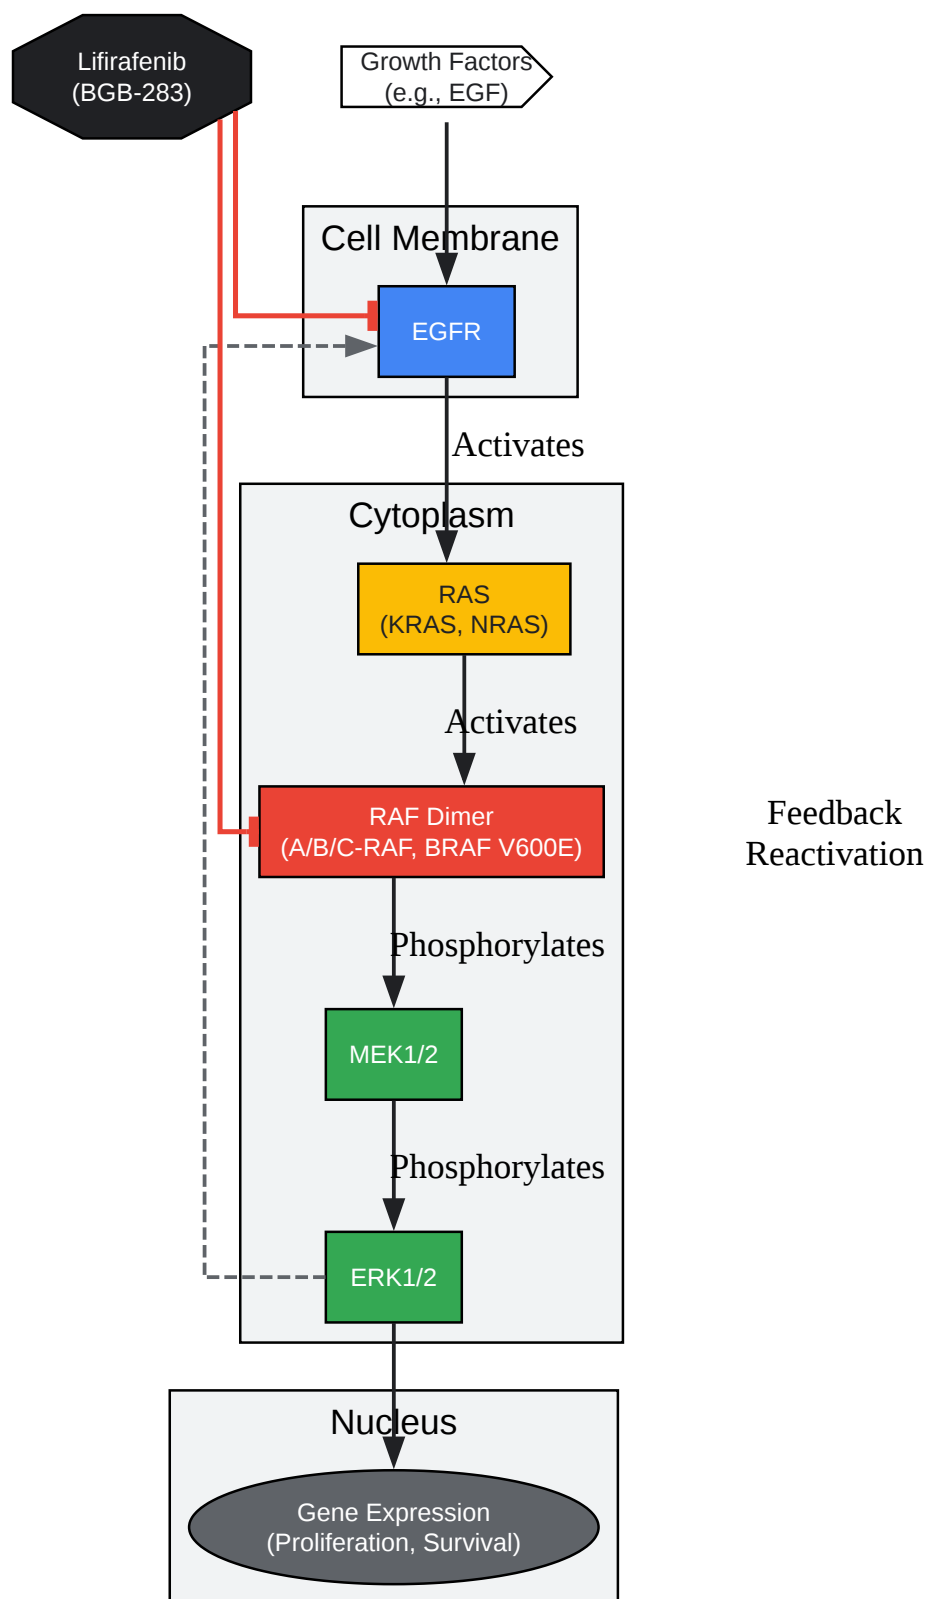 Lifirafenib
(BGB-283)
Growth Factors
(e.g., EGF)
Cell Membrane
EGFR
Activates
Cytoplasm
RAS
(KRAS, NRAS)
Activates
RAF Dimer
(A/B/C-RAF, BRAF V600E)
Feedback
Reactivation
Phosphorylates
MEK1/2
Phosphorylates
ERK1/2
Nucleus
Gene Expression
(Proliferation, Survival)